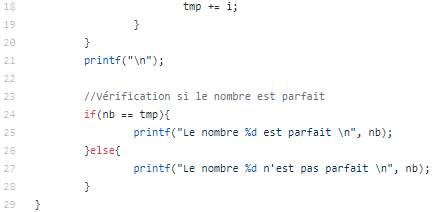 18 tmp += i;
19 }
20 }
21 printf("\n");
22
23 //Vérification si le nombre est parfait
24 if(nb == tmp){
25 printf("Le nombre %d est parfait \n", nb);
26 }else{
27 printf("Le nombre %d n'est pas parfait \n", nb);
28 }
29 }